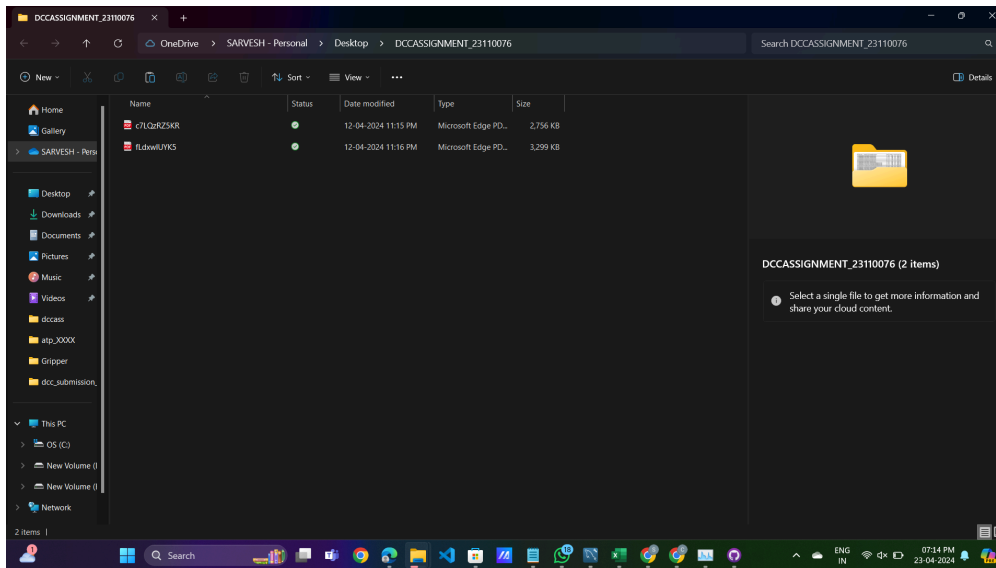 DCCASSIGNMENT_23110076
OneDrive > SARVESH - Personal > Desktop > DCCASSIGNMENT_23110076
Search DCCASSIGNMENT_23110076
New
Sort
View
Details
Home
Gallery
SARVESH - Pers
Desktop
Downloads
Documents
Pictures
Music
Videos
dccass
atp_XXXX
Gripper
dcc_submission_
This PC
OS (C:)
New Volume (
New Volume (
Network
Name Status Date modified Type Size
c7LQzRZ5KR 12-04-2024 11:15 PM Microsoft Edge PD... 2,756 KB
fLdxwIUYK5 12-04-2024 11:16 PM Microsoft Edge PD... 3,299 KB
DCCASSIGNMENT_23110076 (2 items)
Select a single file to get more information and
share your cloud content.
2 items
1
Search
18
ENG
IN
07:14 PM
23-04-2024